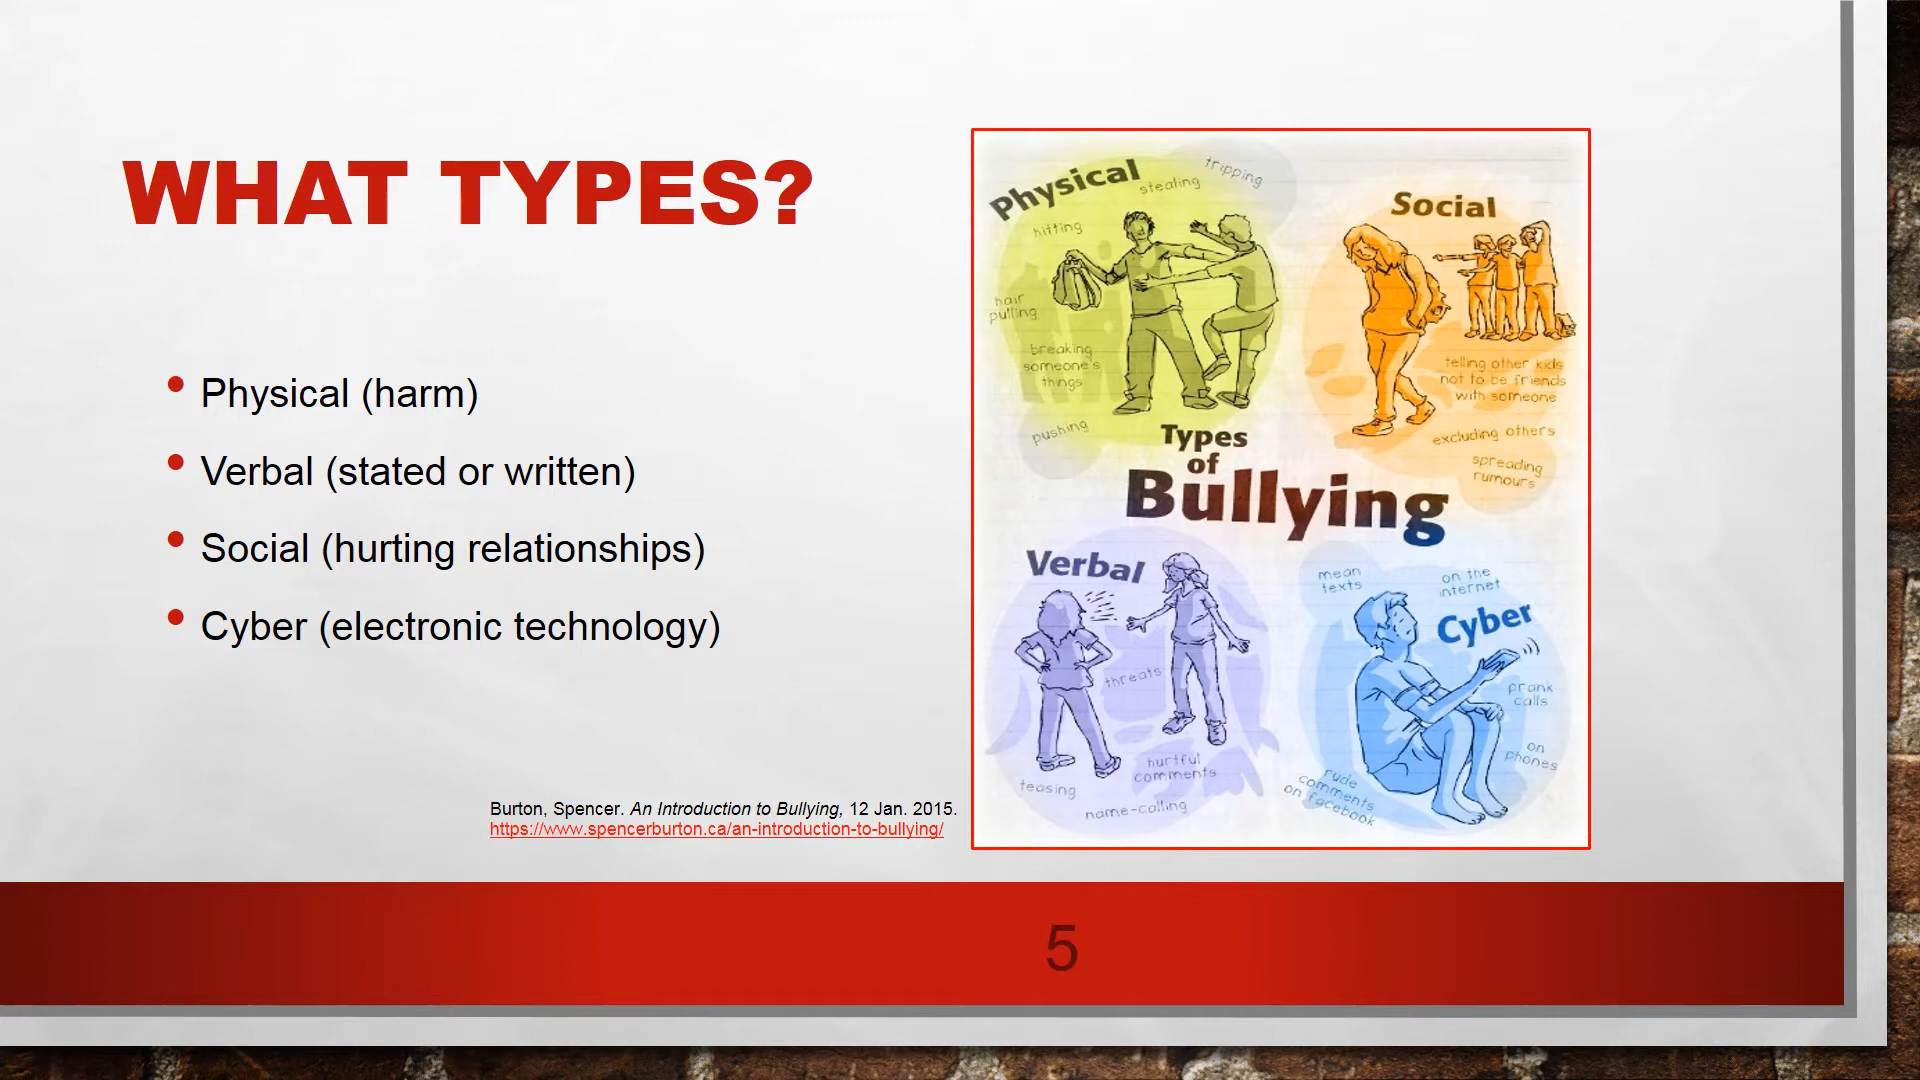 WHAT TYPES?
• Physical (harm)
• Verbal (stated or written)
• Social (hurting relationships)
• Cyber (electronic technology)
Burton, Spencer. An Introduction to Bullying, 12 Jan. 2015.
https://www.spencerburton.ca/an-introduction-to-bullying/
Physical
tripping
stealing
hitting
hair
pulling
breaking
someone's
things
pushing
Social
telling other kids
not to be friends
with someone
excluding others
spreading
rumours
Types
of
Bullying
Verbal
threats
hurtful
comments
teasing
name-calling
mean
texts
on the
internet
Cyber
prank
calls
on
phones
rude
comments
on facebook
5